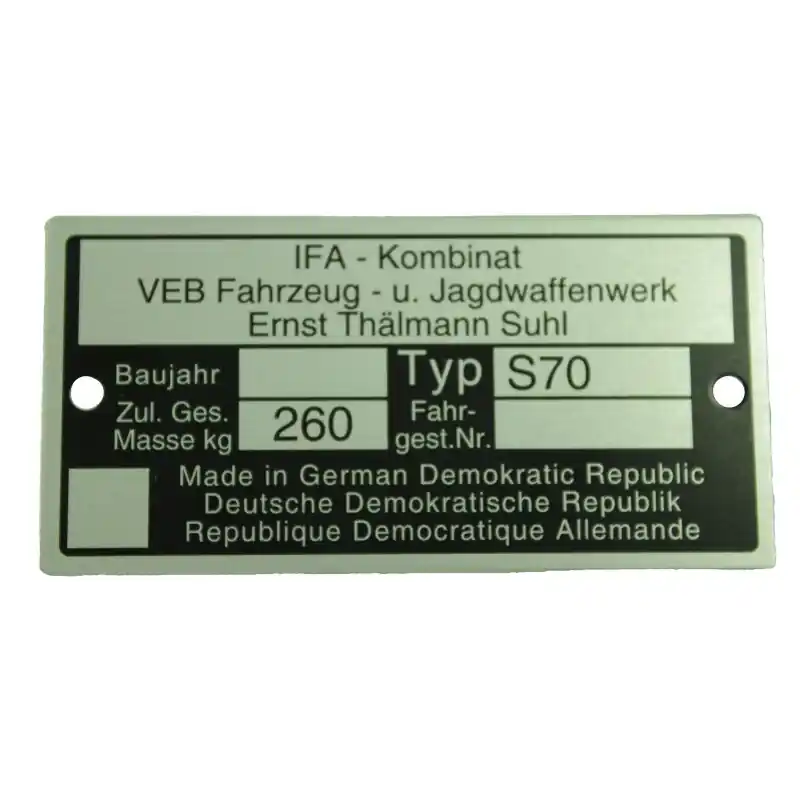 IFA - Kombinat
VEB Fahrzeug - u. Jagdwaffenwerk
Ernst Thälmann Suhl
Baujahr Typ S70
Zul. Ges. Masse kg 260 Fahr-gest.Nr.
Made in German Demokratic Republic
Deutsche Demokratische Republik
Republique Democratique Allemande